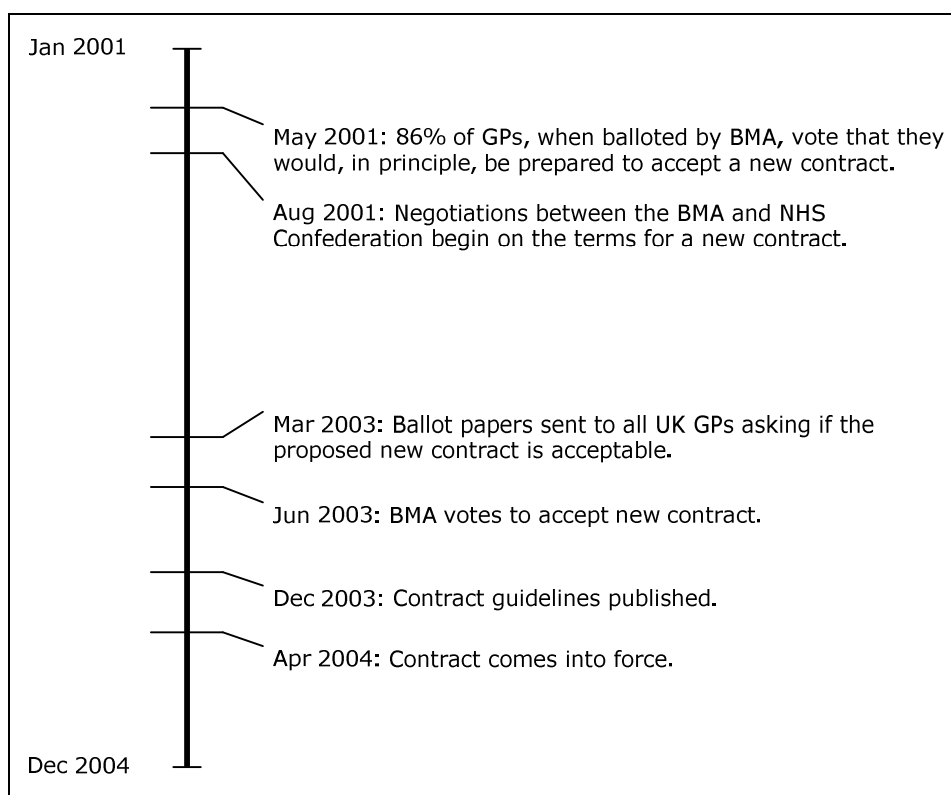 Jan 2001
May 2001: 86% of GPs, when balloted by BMA, vote that they
would, in principle, be prepared to accept a new contract.
Aug 2001: Negotiations between the BMA and NHS
Confederation begin on the terms for a new contract.
Mar 2003: Ballot papers sent to all UK GPs asking if the
proposed new contract is acceptable.
Jun 2003: BMA votes to accept new contract.
Dec 2003: Contract guidelines published.
Apr 2004: Contract comes into force.
Dec 2004